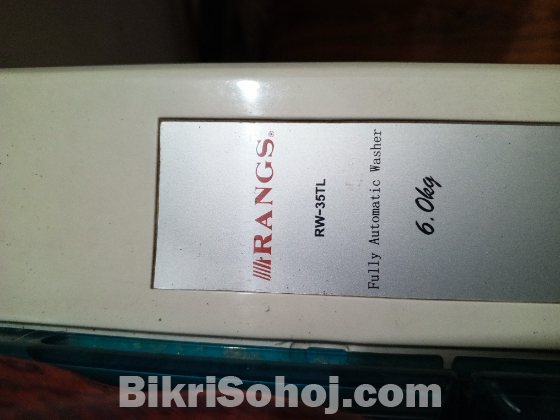 RANGS®
RW-35TL
Fully Automatic Washer
6.0kg
BikriSohoj.com